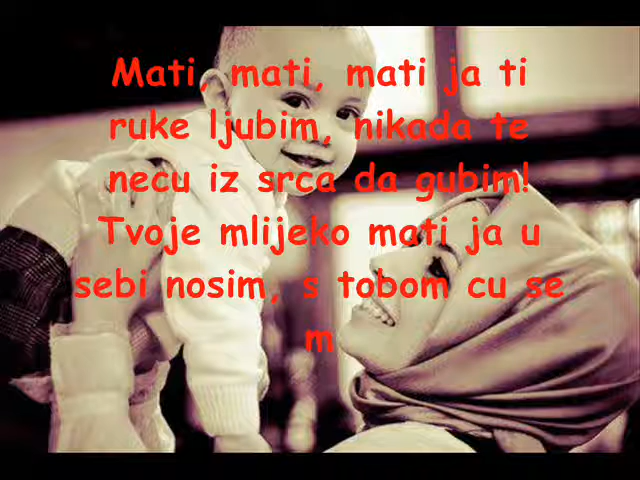 Mati, mati, mati ja ti
ruke ljubim, nikada te
necu iz srca da gubim!
Tvoje mlijeko mati ja u
sebi nosim, s tobom cu se
m